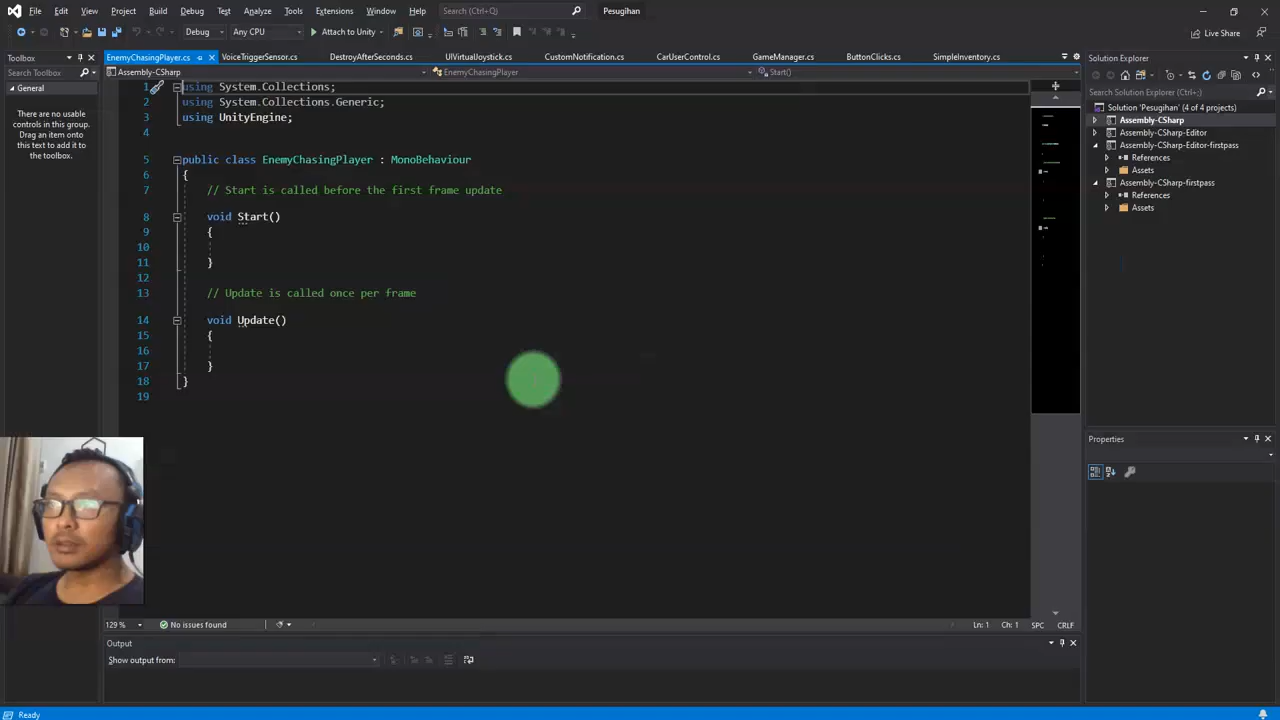 File Edit View Project Build Debug Test Analyze Tools Extensions Window Help Search (Ctrl+Q) Pesugihan
Debug Any CPU Attach to Unity Live Share
Toolbox
Search Toolbox
General
There are no usable
controls in this group.
Drag an item onto
this text to add it to
the toolbox.
EnemyChasingPlayer.cs VoiceTriggerSensor.cs DestroyAfterSeconds.cs UIVirtualJoystick.cs CustomNotification.cs CarUserControl.cs GameManager.cs ButtonClicks.cs SimpleInventory.cs
Assembly-CSharp EnemyChasingPlayer Start()
1 using System.Collections;
2 using System.Collections.Generic;
3 using UnityEngine;
4
5 public class EnemyChasingPlayer : MonoBehaviour
6 {
7 // Start is called before the first frame update
8 void Start()
9 {
10
11 }
12
13 // Update is called once per frame
14 void Update()
15 {
16
17 }
18 }
19
129 % No issues found Ln: 1 Ch: 1 SPC CRLF
Output
Show output from:
Solution Explorer
Search Solution Explorer (Ctrl+;)
Solution 'Pesugihan' (4 of 4 projects)
Assembly-CSharp
Assembly-CSharp-Editor
Assembly-CSharp-Editor-firstpass
References
Assets
Assembly-CSharp-firstpass
References
Assets
Properties
Ready